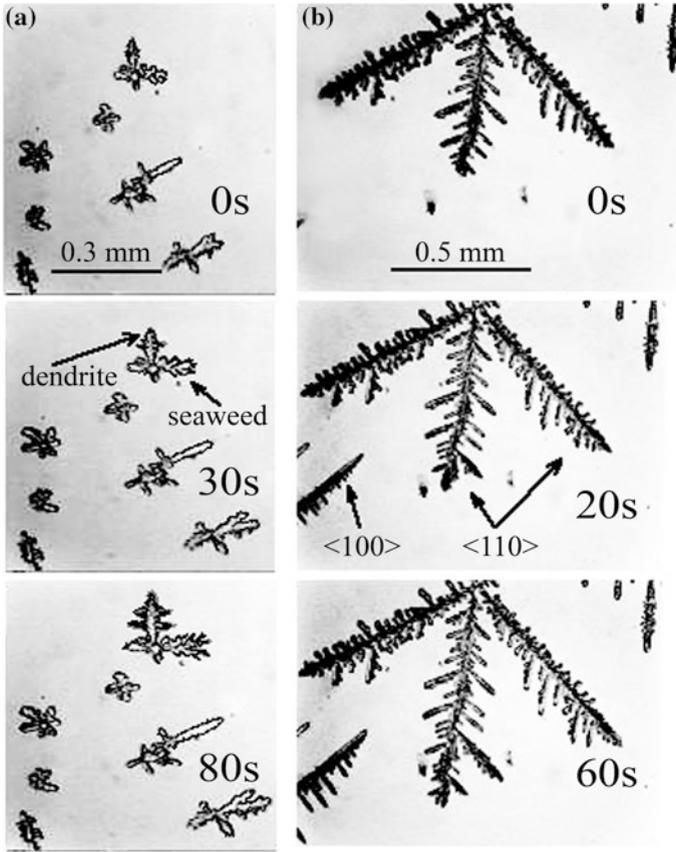 (a)
(b)
0s
0.3 mm
0s
0.5 mm
dendrite
seaweed
30s
<100>
<110>
20s
80s
60s